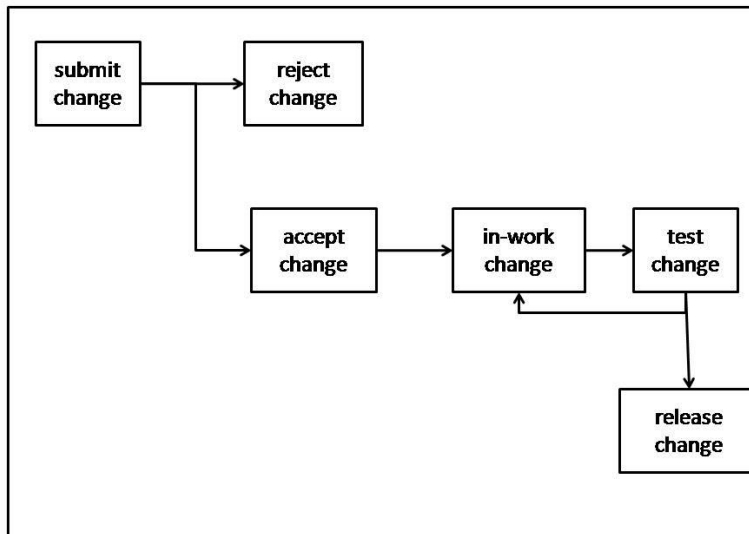 submit
change
reject
change
accept
change
in-work
change
test
change
release
change